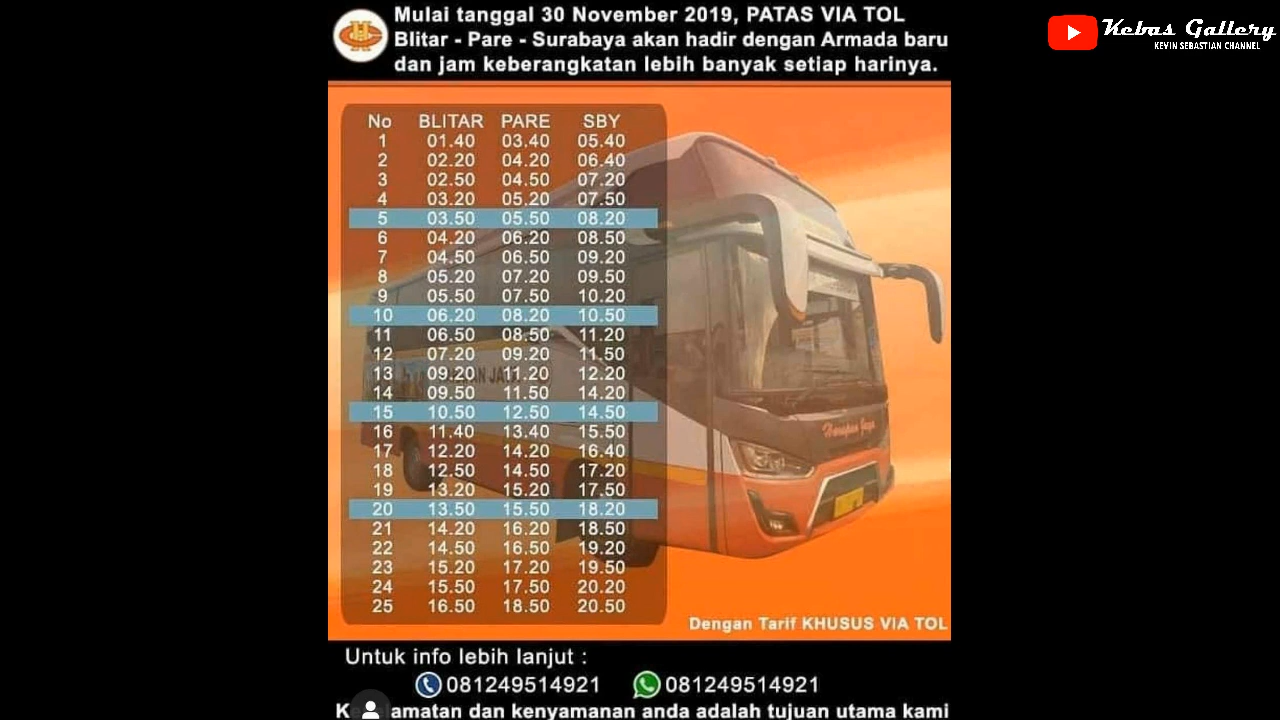 Mulai tanggal 30 November 2019, PATAS VIA TOL
Blitar - Pare - Surabaya akan hadir dengan Armada baru
dan jam keberangkatan lebih banyak setiap harinya.
Kebas Gallery
KEVIN SEBASTIAN CHANNEL
No BLITAR PARE SBY
1 01.40 03.40 05.40
2 02.20 04.20 06.40
3 02.50 04.50 07.20
4 03.20 05.20 07.50
5 03.50 05.50 08.20
6 04.20 06.20 08.50
7 04.50 06.50 09.20
8 05.20 07.20 09.50
9 05.50 07.50 10.20
10 06.20 08.20 10.50
11 06.50 08.50 11.20
12 07.20 09.20 11.50
13 09.20 11.20 12.20
14 09.50 11.50 14.20
15 10.50 12.50 14.50
16 11.40 13.40 15.50
17 12.20 14.20 16.40
18 12.50 14.50 17.20
19 13.20 15.20 17.50
20 13.50 15.50 18.20
21 14.20 16.20 18.50
22 14.50 16.50 19.20
23 15.20 17.20 19.50
24 15.50 17.50 20.20
25 16.50 18.50 20.50
Harapan Jaya
Dengan Tarif KHUSUS VIA TOL
Untuk info lebih lanjut :
081249514921 081249514921
dan kenyamanan anda adalah tujuan utama kami